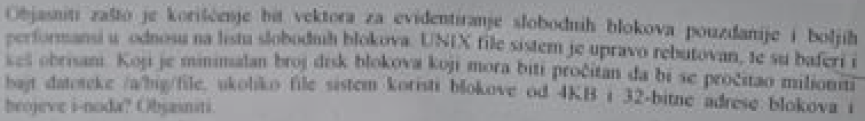 Objasniti zašto je korišćenje bit vektora za evidentiranje slobodnih blokova pouzdanije i boljih
performansi u odnosu na listu slobodnih blokova. UNIX file sistem je upravo rebutovan, te su baferi i
keš obrisani. Koji je minimalan broj disk blokova koji mora biti pročitan da bi se pročitao milioniti
bajt datoteke /a/big/file, ukoliko file sistem koristi blokove od 4KB i 32-bitne adrese blokova i
brojeve i-noda? Objasniti.